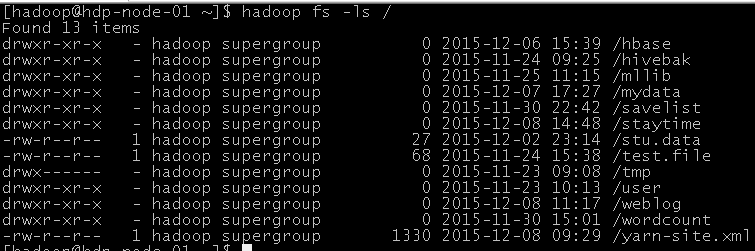 [hadoop@hdp-node-01 ~]$ hadoop fs -ls /
Found 13 items
drwxr-xr-x   - hadoop supergroup          0 2015-12-06 15:39 /hbase
drwxr-xr-x   - hadoop supergroup          0 2015-11-24 09:25 /hivebak
drwxr-xr-x   - hadoop supergroup          0 2015-11-25 11:15 /mllib
drwxr-xr-x   - hadoop supergroup          0 2015-12-07 17:27 /mydata
drwxr-xr-x   - hadoop supergroup          0 2015-11-30 22:42 /savelist
drwxr-xr-x   - hadoop supergroup          0 2015-12-08 14:48 /staytime
-rw-r--r--   1 hadoop supergroup         27 2015-12-02 23:14 /stu.data
-rw-r--r--   1 hadoop supergroup         68 2015-11-24 15:38 /test.file
drwx------   - hadoop supergroup          0 2015-11-23 09:08 /tmp
drwxr-xr-x   - hadoop supergroup          0 2015-11-23 10:13 /user
drwxr-xr-x   - hadoop supergroup          0 2015-12-08 11:17 /weblog
drwxr-xr-x   - hadoop supergroup          0 2015-11-30 15:01 /wordcount
-rw-r--r--   1 hadoop supergroup       1330 2015-12-08 09:29 /yarn-site.xml
[hadoop@hdp-node-01 ~]$